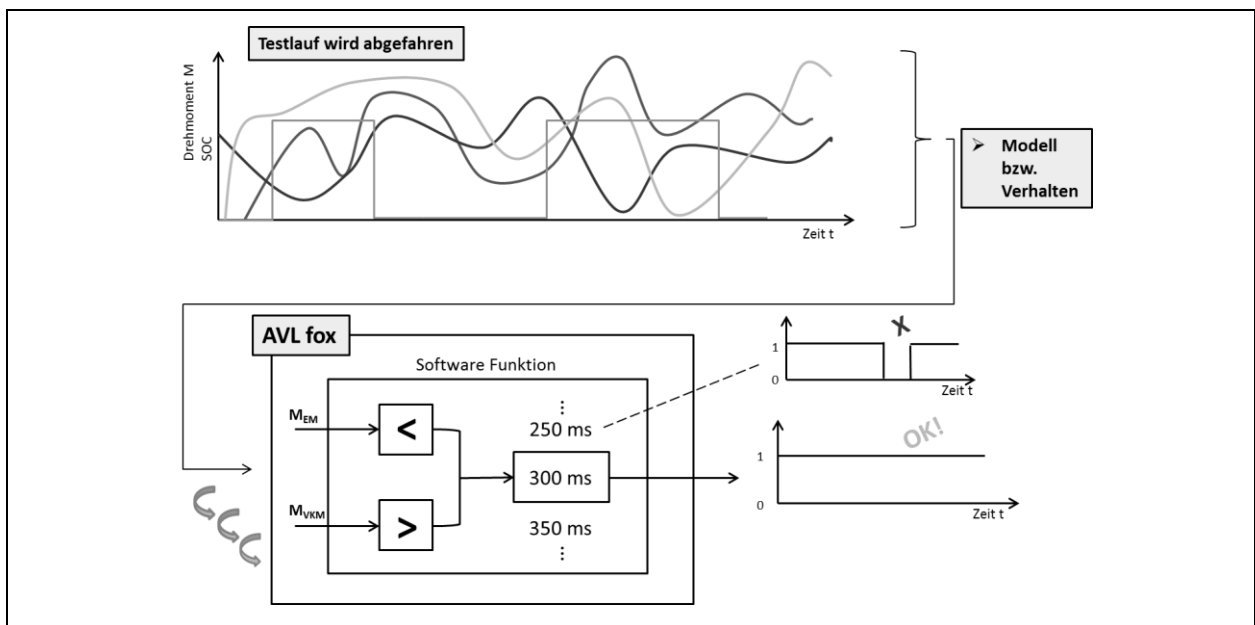 Testlauf wird abgefahren
Drehmoment M
SOC
Zeit t
➤ Modell
bzw.
Verhalten
AVL fox
Software Funktion
M_EM
<
M_VKM
>
⋮
250 ms
300 ms
350 ms
⋮
X
1
0
Zeit t
OK!
1
0
Zeit t